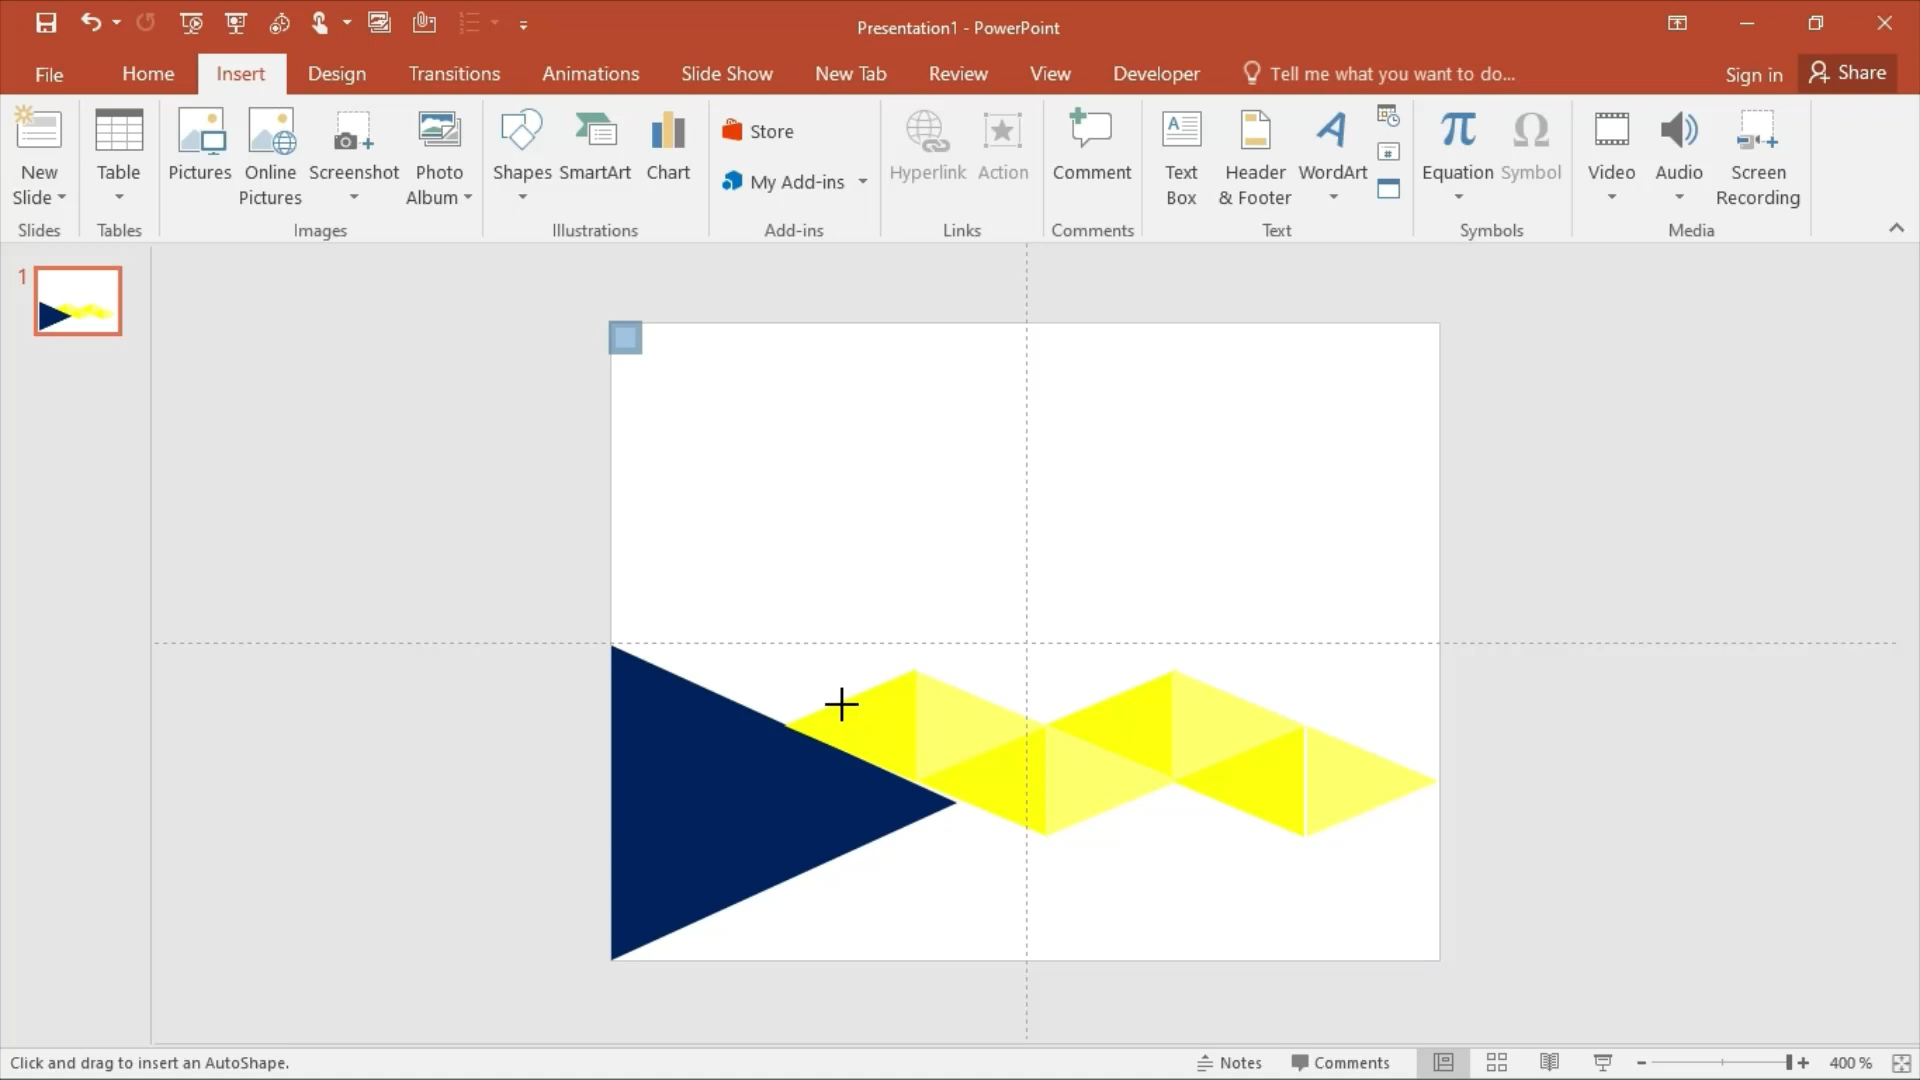 Presentation1 - PowerPoint
File Home Insert Design Transitions Animations Slide Show New Tab Review View Developer Tell me what you want to do... Sign in Share
New Slide
Table
Pictures
Online Pictures
Screenshot
Photo Album
Shapes
SmartArt
Chart
Store
My Add-ins
Hyperlink
Action
Comment
Text Box
Header & Footer
WordArt
Equation
Symbol
Video
Audio
Screen Recording
Slides Tables Images Illustrations Add-ins Links Comments Text Symbols Media
1
Click and drag to insert an AutoShape. Notes Comments 400 %